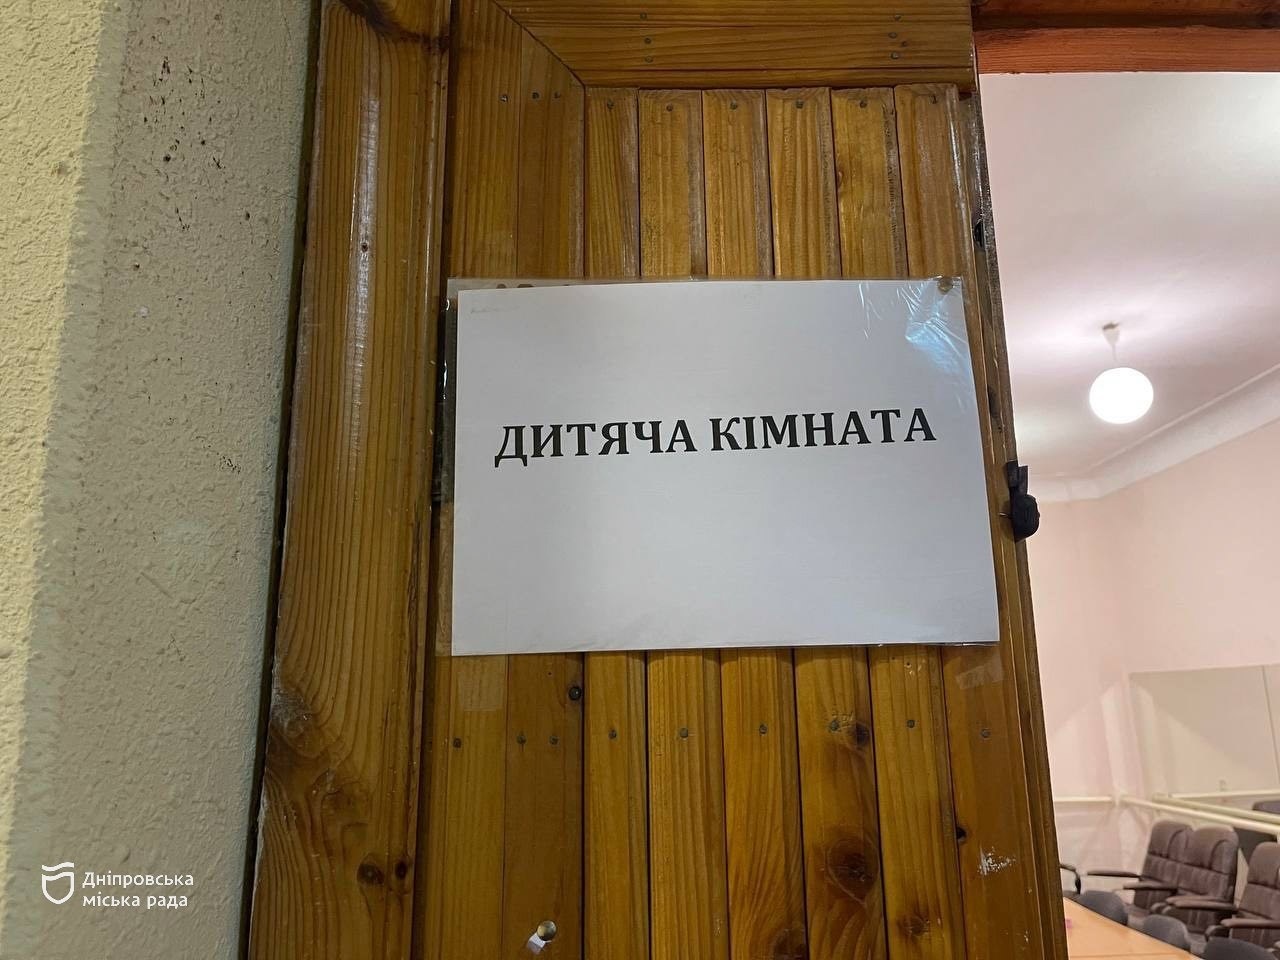 ДИТЯЧА КІМНАТА
Дніпровська
міська рада